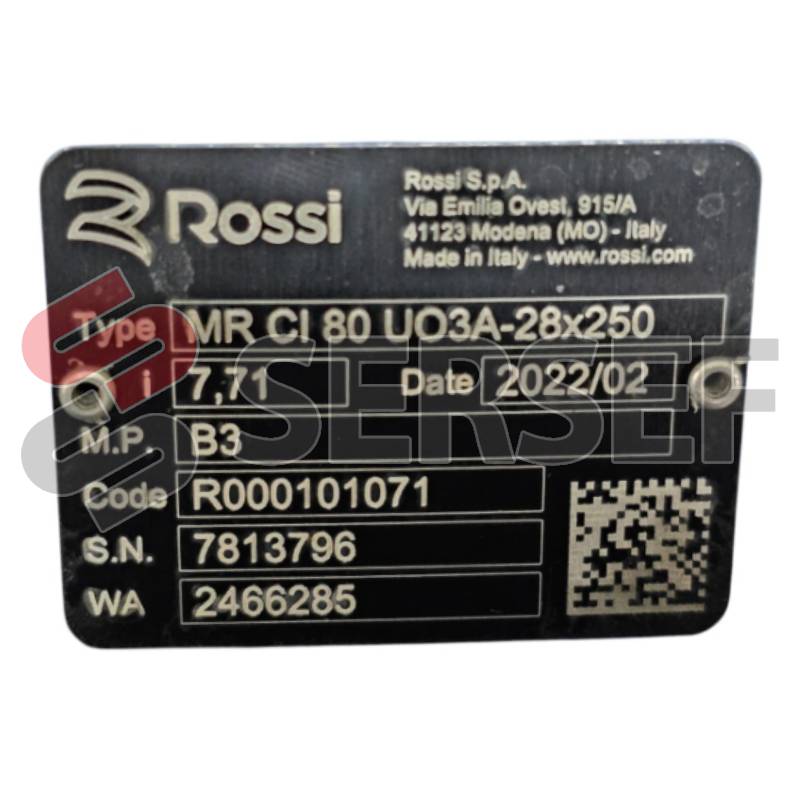 Rossi
Rossi S.p.A.
Via Emilia Ovest, 915/A
41123 Modena (MO) - Italy
Made in Italy - www.rossi.com
Type MR CI 80 UO3A-28x250
i 7,71 Date 2022/02
M.P. B3
Code R000101071
S.N. 7813796
WA 2466285
SERSEF